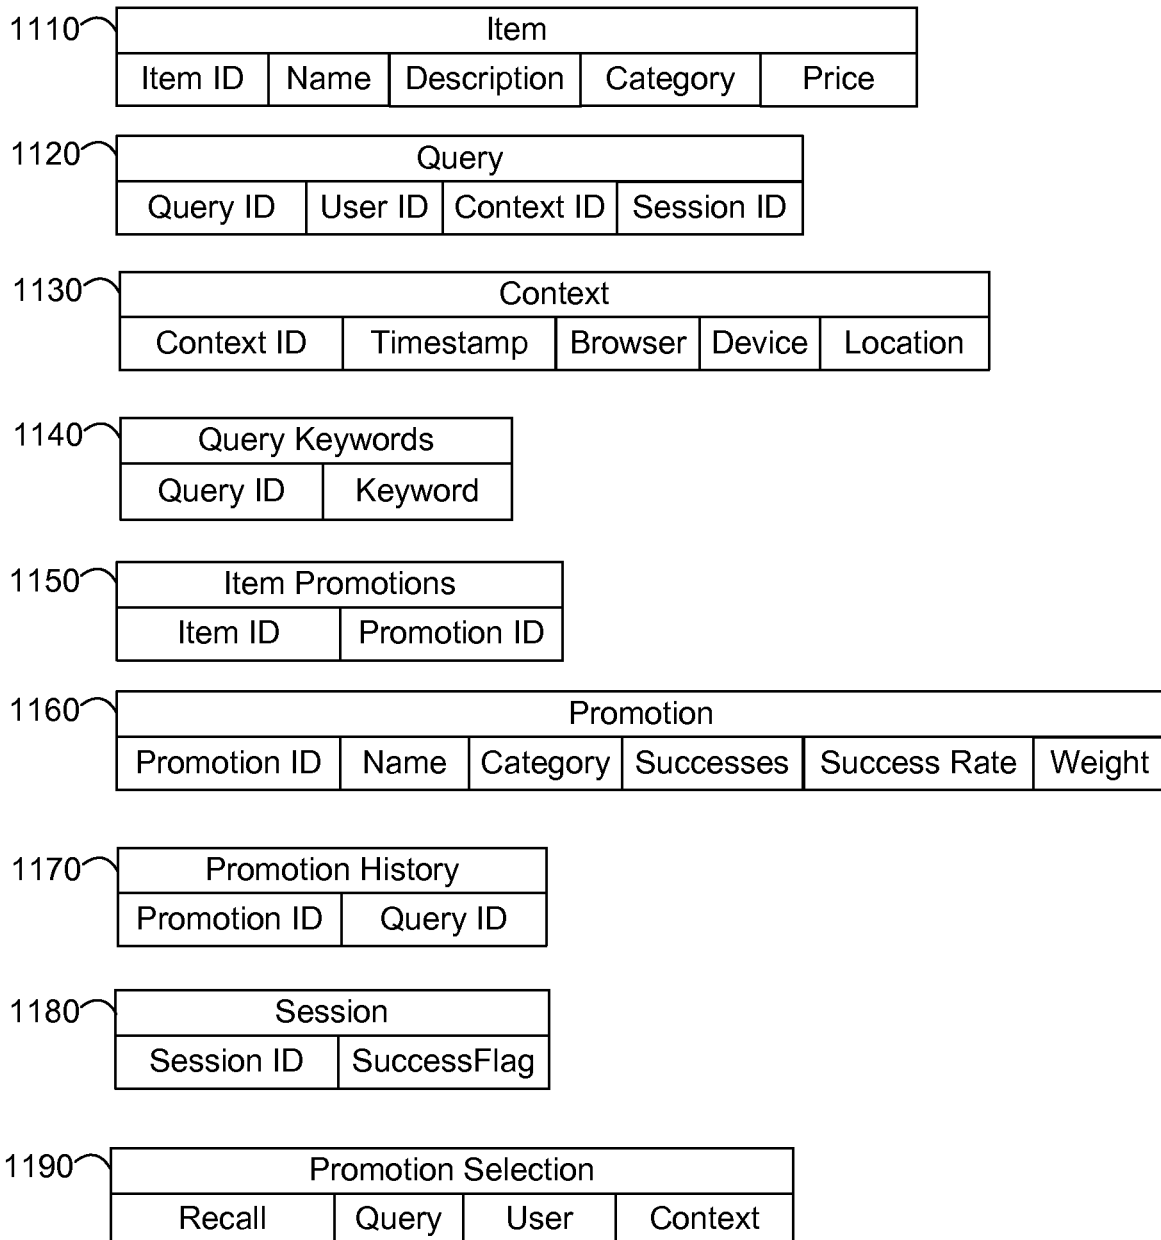 1110 Item
Item ID Name Description Category Price
1120 Query
Query ID User ID Context ID Session ID
1130 Context
Context ID Timestamp Browser Device Location
1140 Query Keywords
Query ID Keyword
1150 Item Promotions
Item ID Promotion ID
1160 Promotion
Promotion ID Name Category Successes Success Rate Weight
1170 Promotion History
Promotion ID Query ID
1180 Session
Session ID SuccessFlag
1190 Promotion Selection
Recall Query User Context